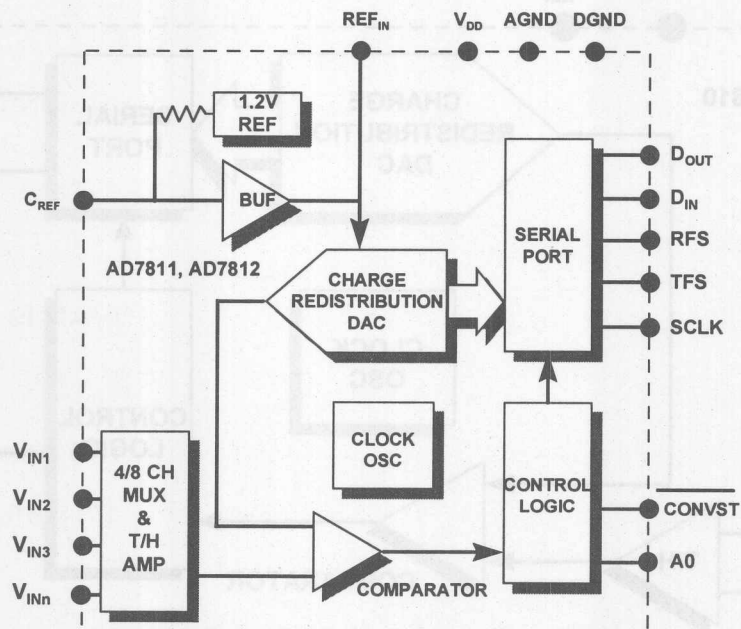 REF_IN
V_DD
AGND
DGND
1.2V
REF
C_REF
BUF
AD7811, AD7812
CHARGE
REDISTRIBUTION
DAC
SERIAL
PORT
D_OUT
D_IN
RFS
TFS
SCLK
CLOCK
OSC
V_IN1
V_IN2
V_IN3
V_INn
4/8 CH
MUX
&
T/H
AMP
COMPARATOR
CONTROL
LOGIC
CONVST
A0